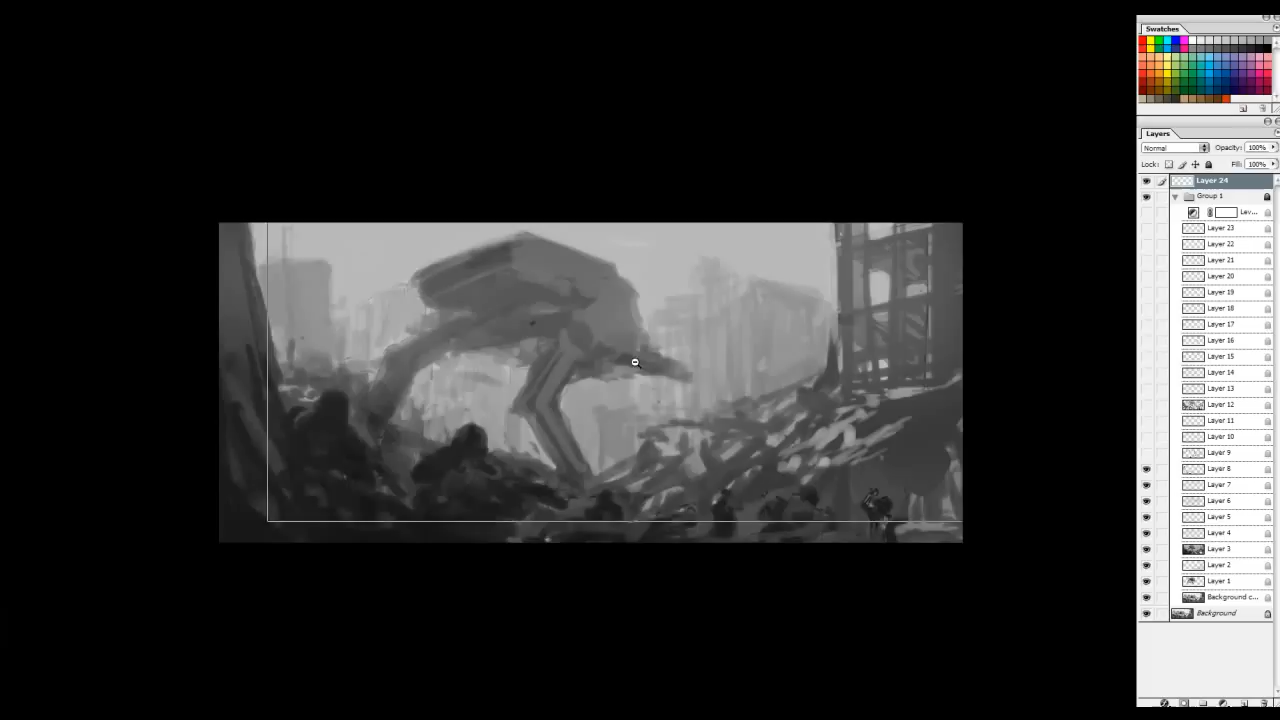 Swatches
Layers
Normal Opacity: 100%
Lock: Fill: 100%
Layer 24
Group 1
Lev...
Layer 23
Layer 22
Layer 21
Layer 20
Layer 19
Layer 18
Layer 17
Layer 16
Layer 15
Layer 14
Layer 13
Layer 12
Layer 11
Layer 10
Layer 9
Layer 8
Layer 7
Layer 6
Layer 5
Layer 4
Layer 3
Layer 2
Layer 1
Background c...
Background